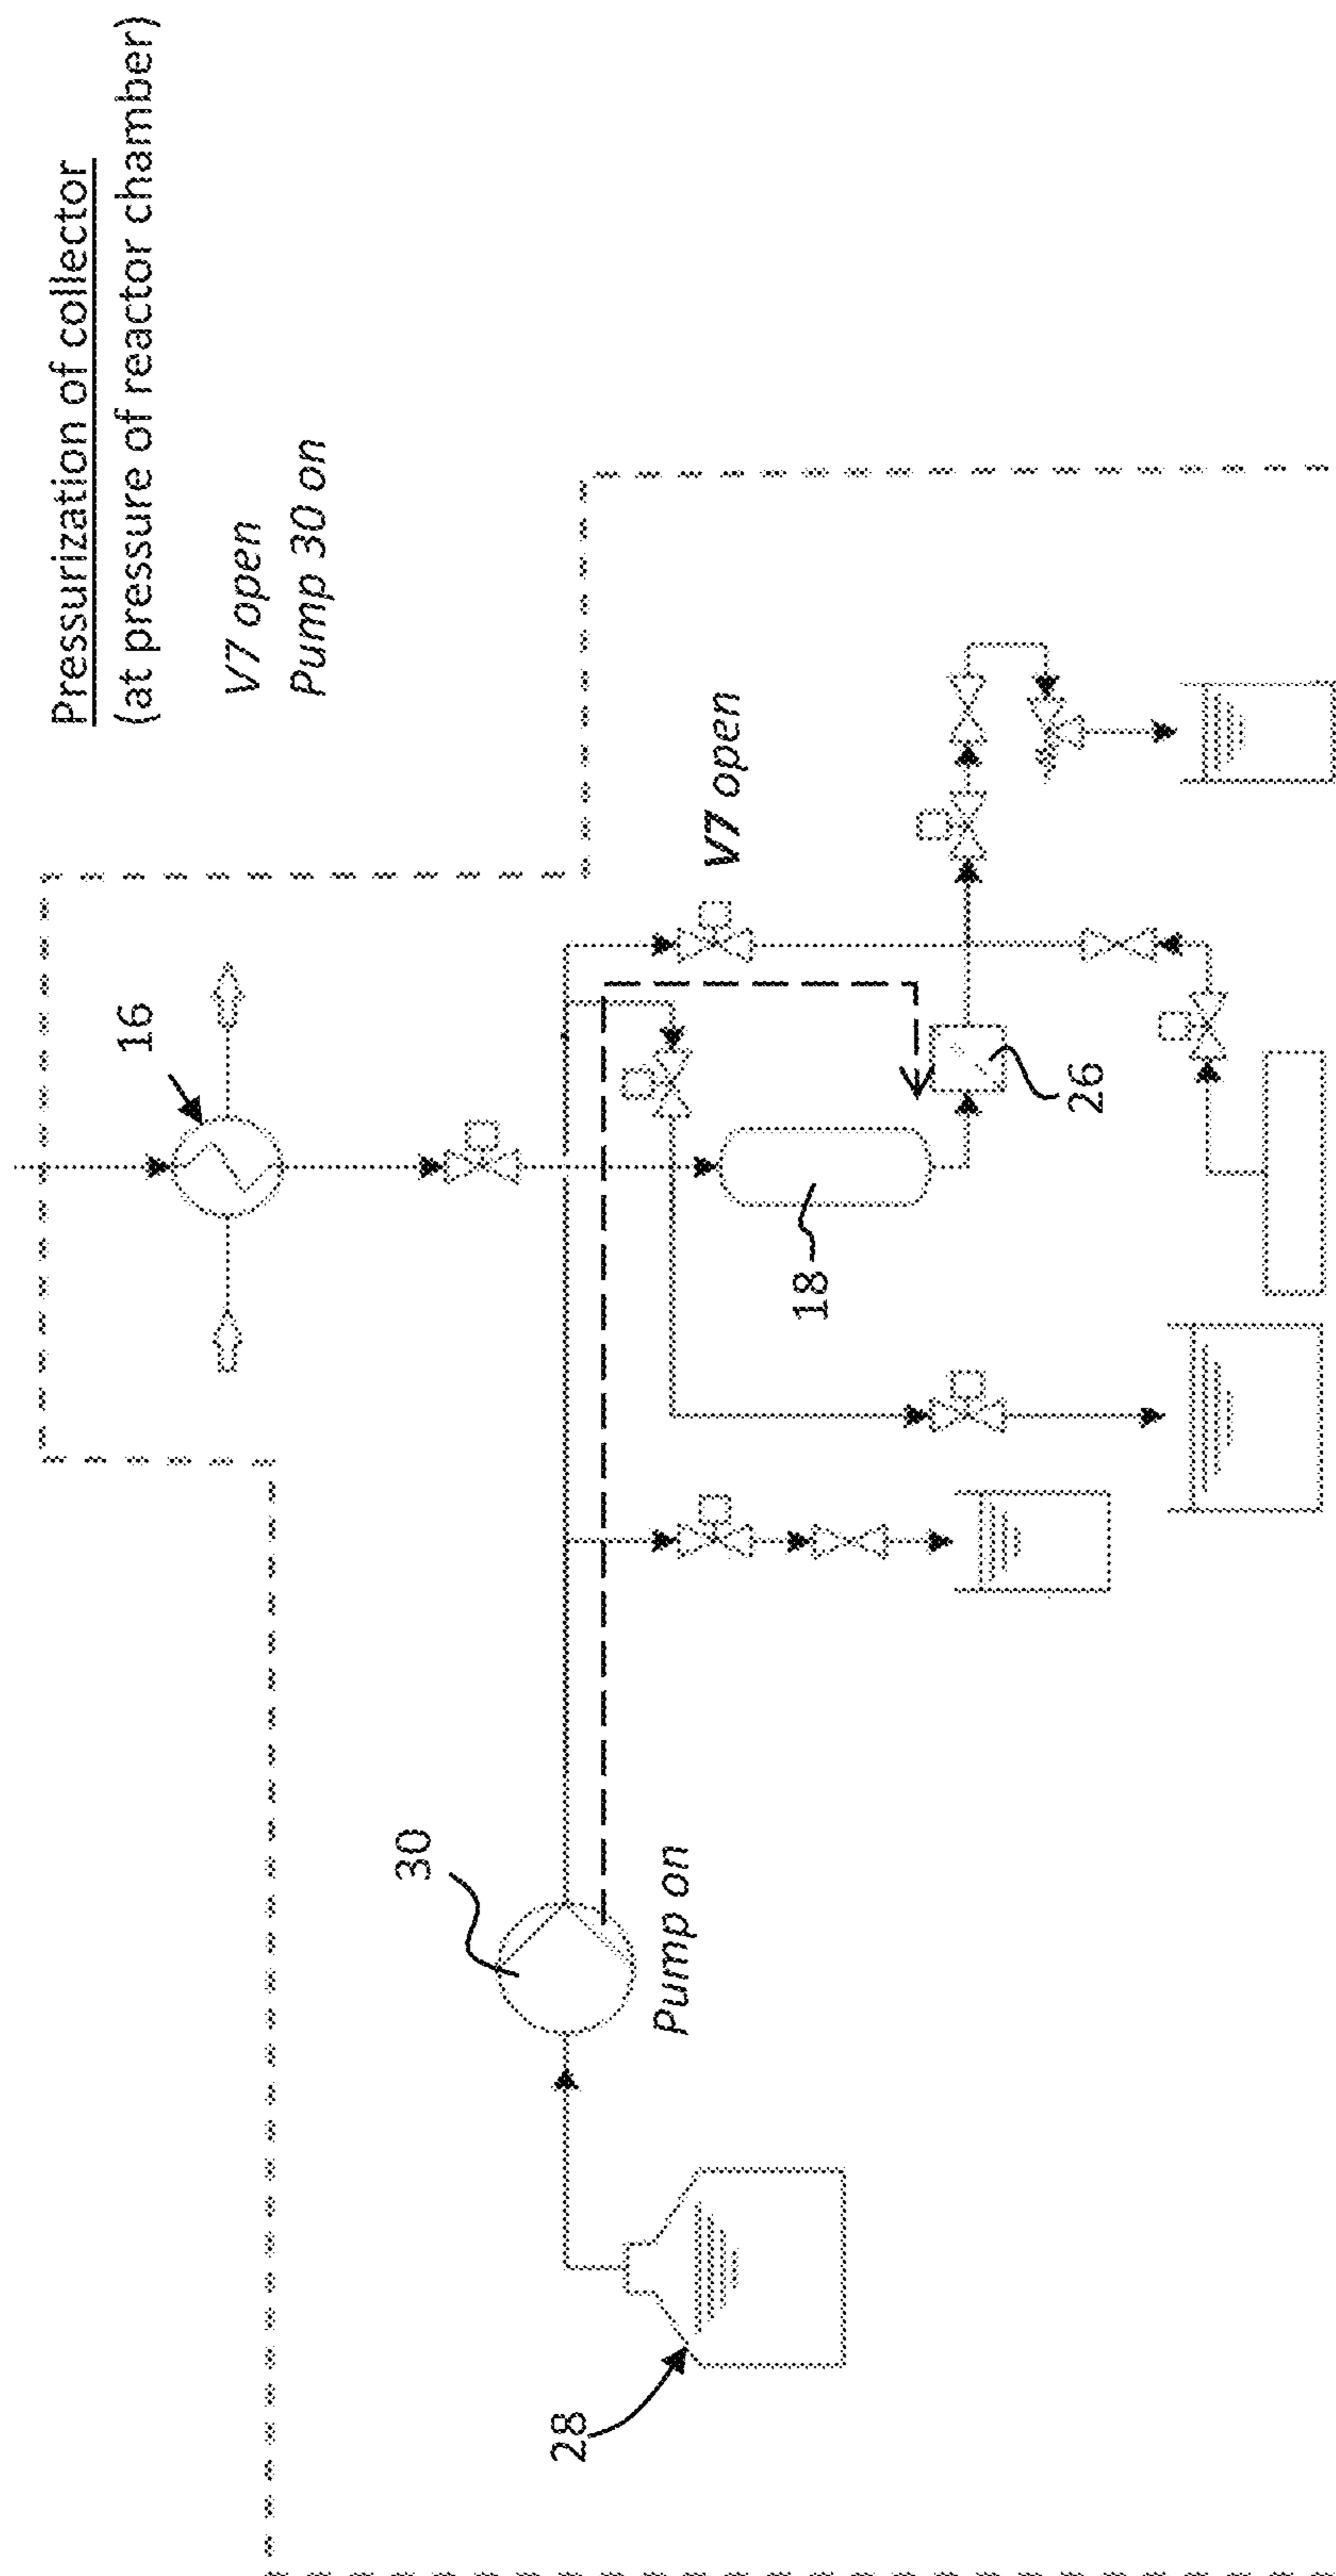 Pressurization of collector
(at pressure of reactor chamber)
V7 open
Pump 30 on
16
V7 open
30
Pump on
18
26
28